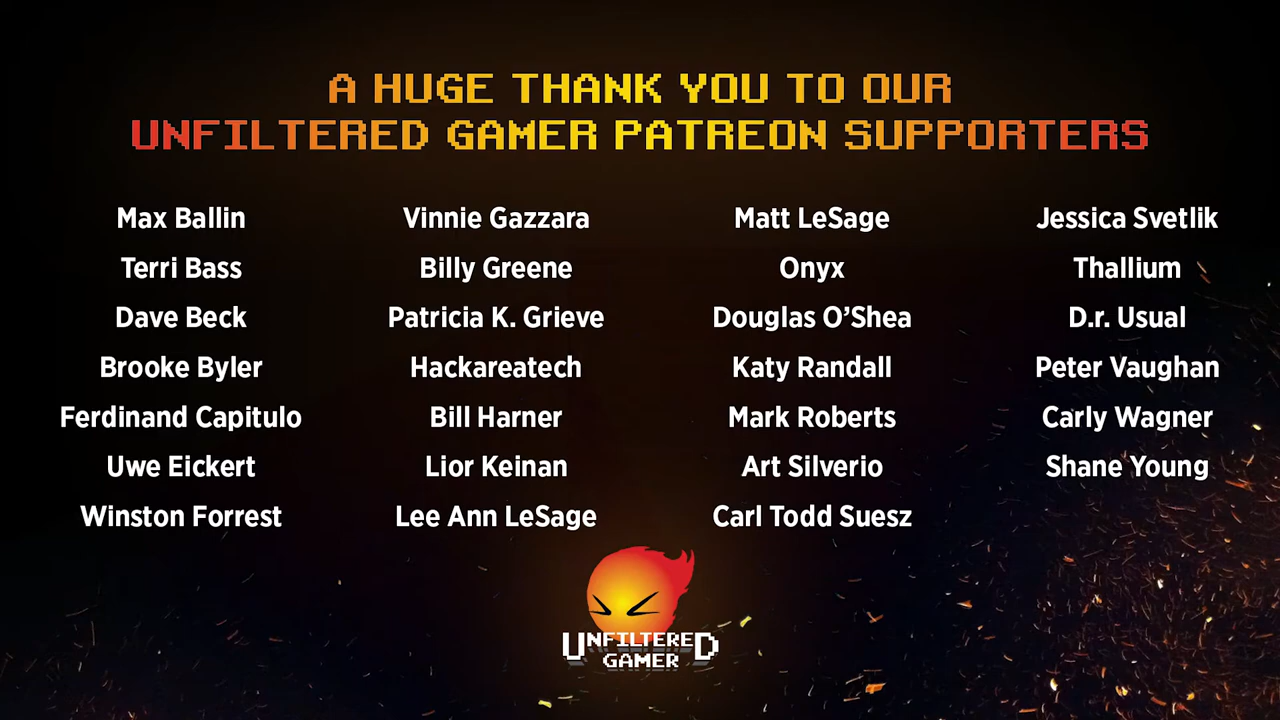 A HUGE THANK YOU TO OUR
UNFILTERED GAMER PATREON SUPPORTERS
Max Ballin
Terri Bass
Dave Beck
Brooke Byler
Ferdinand Capitulo
Uwe Eickert
Winston Forrest
Vinnie Gazzara
Billy Greene
Patricia K. Grieve
Hackareatech
Bill Harner
Lior Keinan
Lee Ann LeSage
Matt LeSage
Onyx
Douglas O’Shea
Katy Randall
Mark Roberts
Art Silverio
Carl Todd Suesz
Jessica Svetlik
Thallium
D.r. Usual
Peter Vaughan
Carly Wagner
Shane Young
UNFILTERED
GAMER